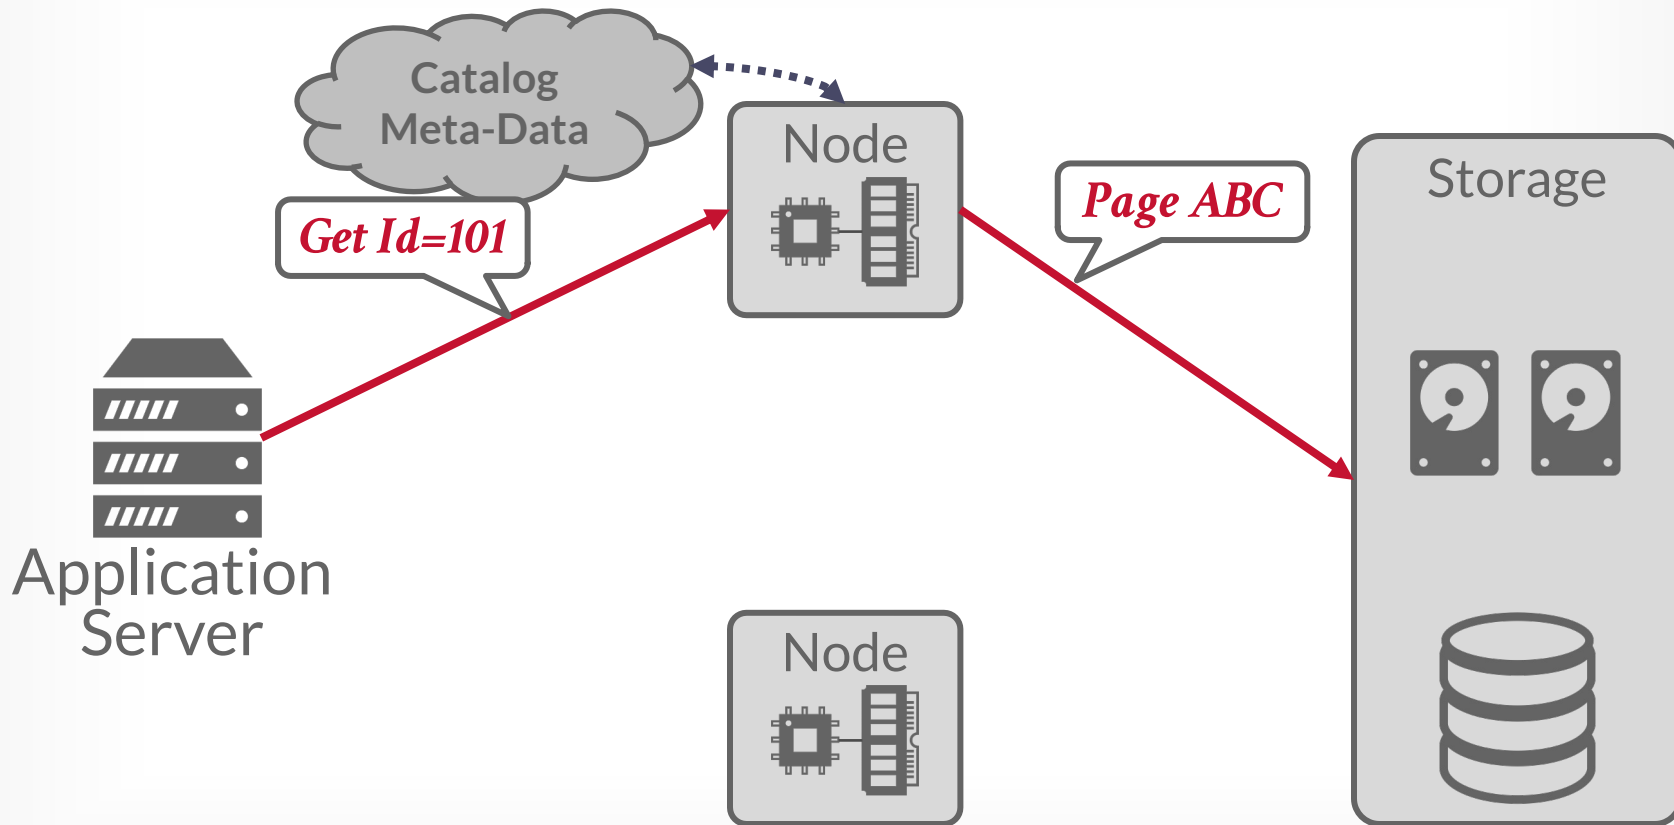 Catalog
Meta-Data
Node
Get Id=101
Page ABC
Storage
Application
Server
Node